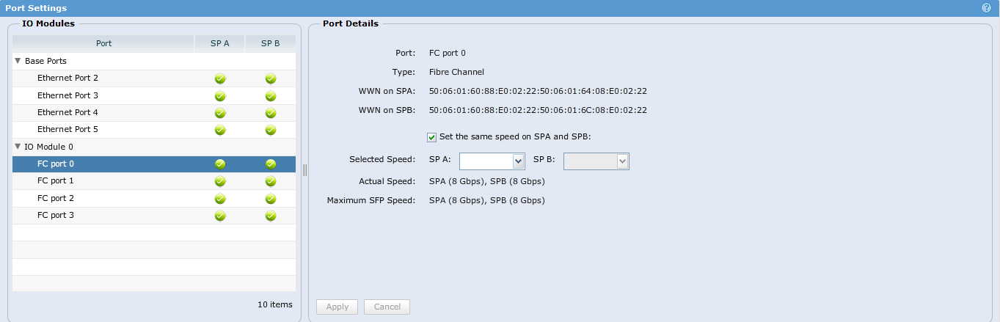 Port Settings
IO Modules
Port SP A SP B
Base Ports
Ethernet Port 2
Ethernet Port 3
Ethernet Port 4
Ethernet Port 5
IO Module 0
FC port 0
FC port 1
FC port 2
FC port 3
10 items
Port Details
Port: FC port 0
Type: Fibre Channel
WWN on SPA: 50:06:01:60:88:E0:02:22:50:06:01:64:08:E0:02:22
WWN on SPB: 50:06:01:60:88:E0:02:22:50:06:01:6C:08:E0:02:22
Set the same speed on SPA and SPB:
Selected Speed: SP A: SP B:
Actual Speed: SPA (8 Gbps), SPB (8 Gbps)
Maximum SFP Speed: SPA (8 Gbps), SPB (8 Gbps)
Apply Cancel